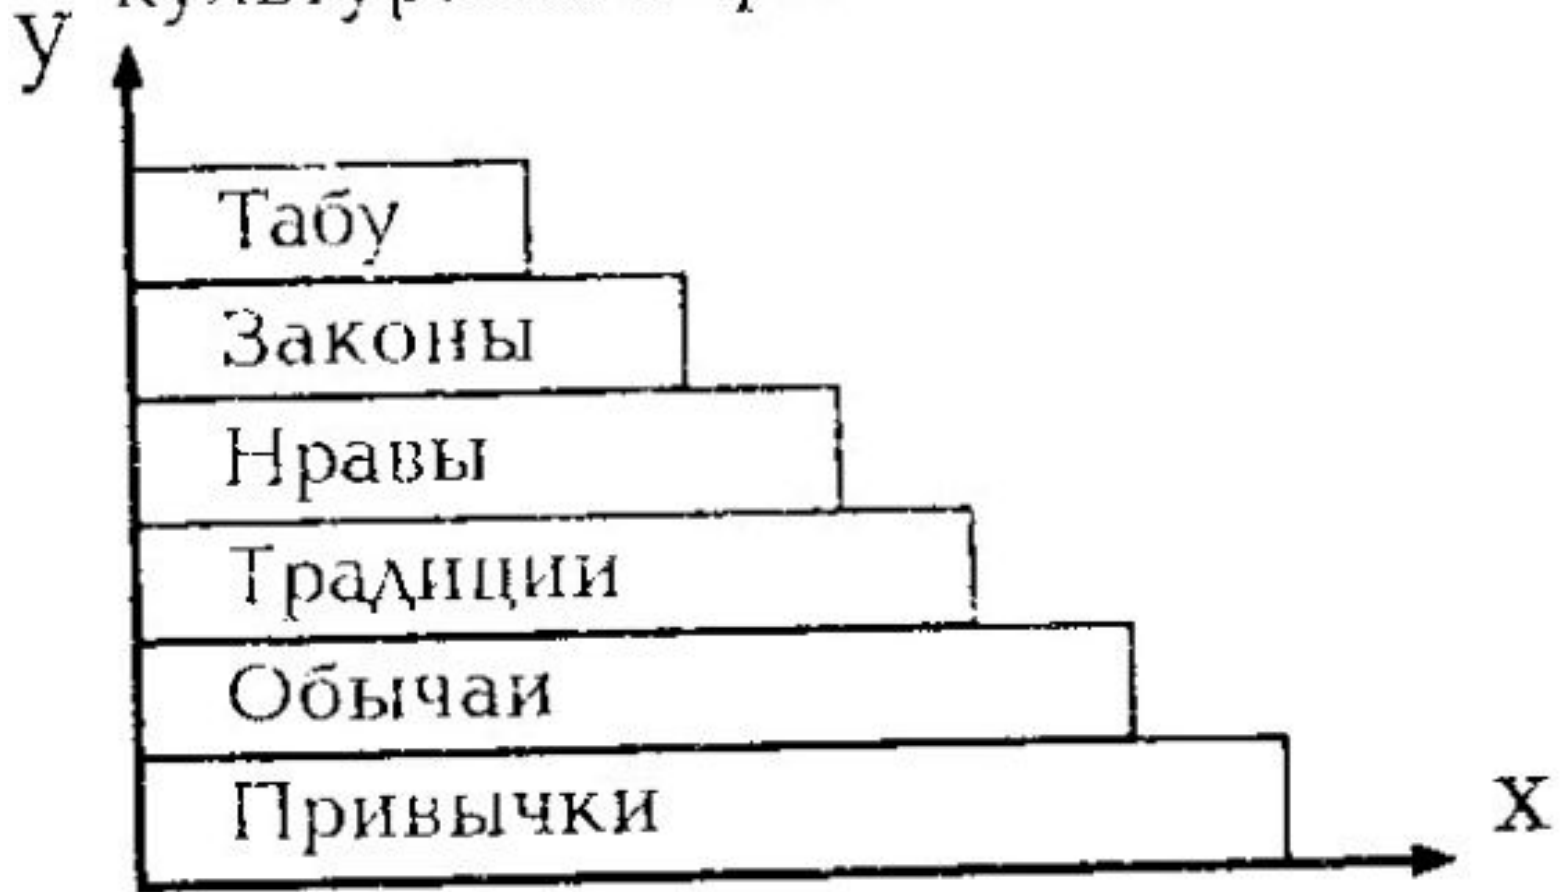 y
Табу
Законы
Нравы
Традиции
Обычаи
Привычки
x